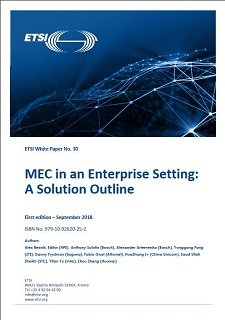 ETSI
ETSI White Paper No. 30
MEC in an Enterprise Setting:
A Solution Outline
First edition – September 2018
ISBN No. 979-10-92620-25-2
Authors:
Alex Reznik, Editor (HPE), Anthony Sulisto (Bosch), Alexander Artemenko (Bosch), Yonggang Fang
(ZTE), Danny Frydman (Saguna), Fabio Giust (Athonet), YunZhong Lv (China Unicom), Saad Ullah
Sheikh (STC), Yifan Yu (Intel), Zhou Zheng (Huawei)
ETSI
06921 Sophia Antipolis CEDEX, France
Tel +33 4 92 94 42 00
info@etsi.org
www.etsi.org